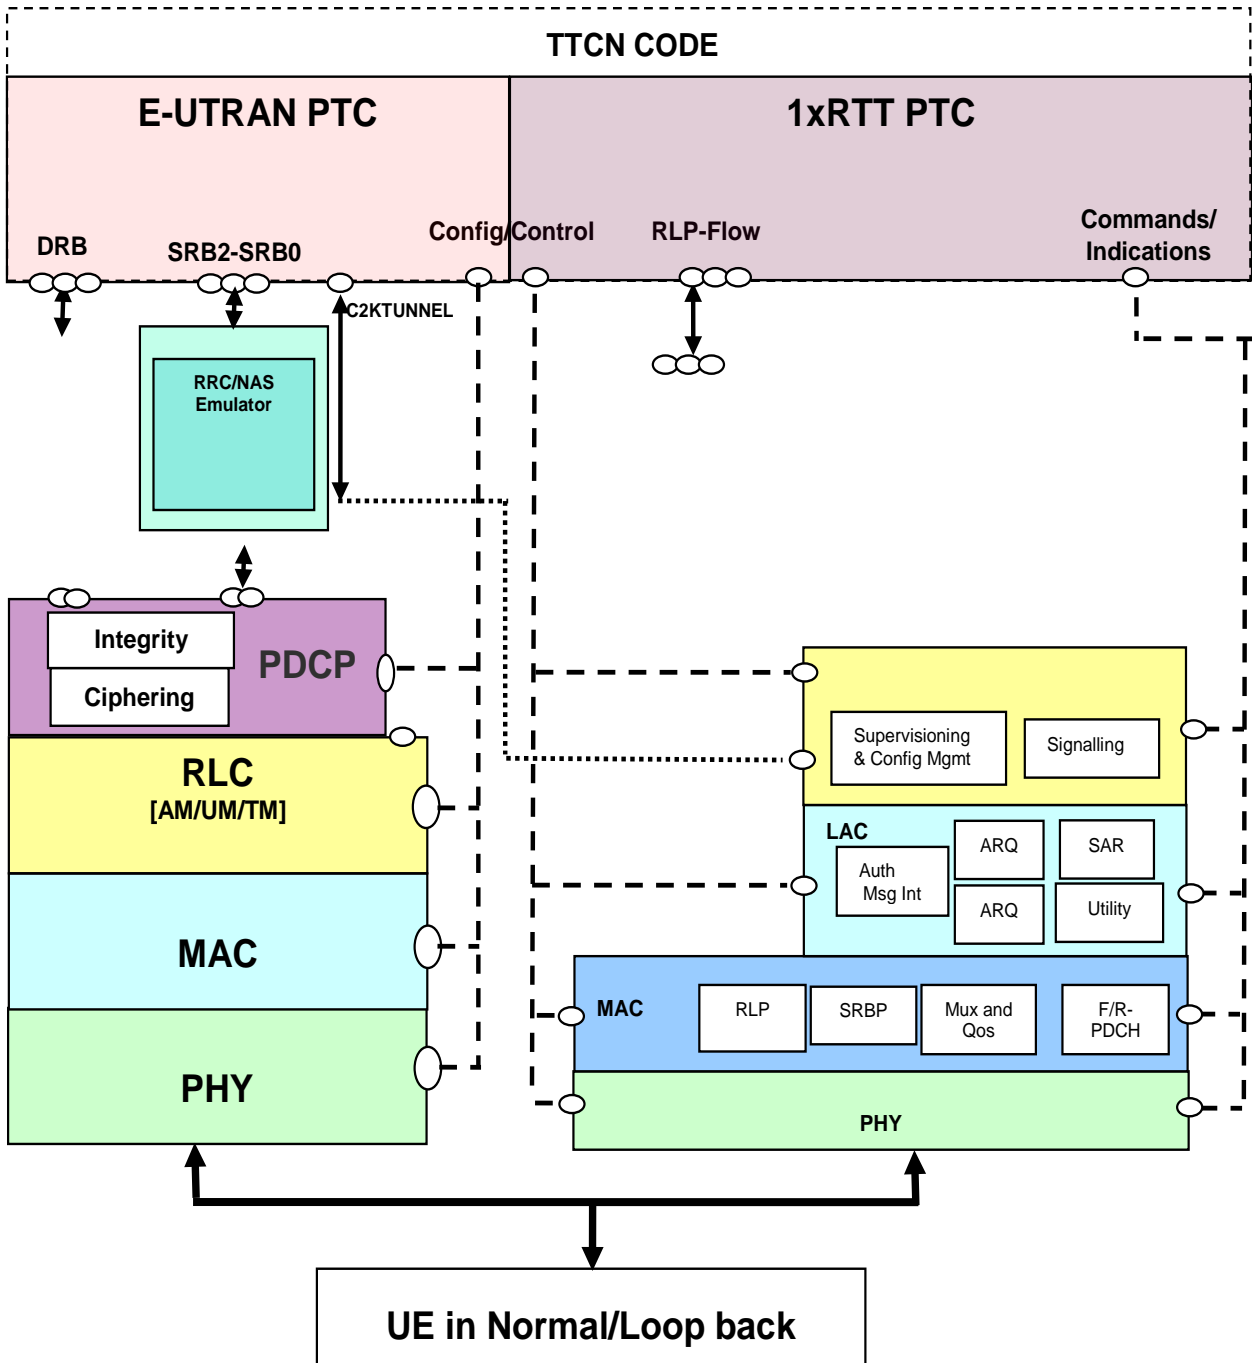 TTCN CODE
E-UTRAN PTC
1xRTT PTC
DRB
SRB2-SRB0
Config/Control
RLP-Flow
Commands/
Indications
C2KTUNNEL
RRC/NAS
Emulator
Integrity
Ciphering
PDCP
RLC
[AM/UM/TM]
MAC
PHY
Supervisioning
& Config Mgmt
Signalling
LAC
Auth
Msg Int
ARQ
SAR
ARQ
Utility
MAC
RLP
SRBP
Mux and
Qos
F/R-
PDCH
PHY
UE in Normal/Loop back